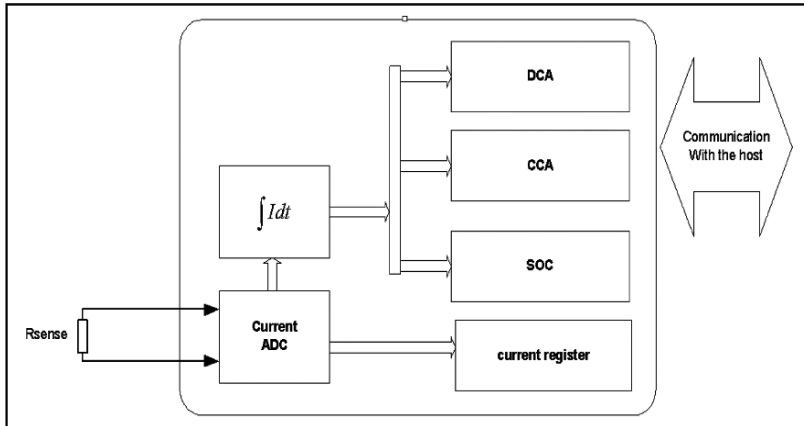 DCA
CCA
Communication
With the host
∫Idt
SOC
Rsense
Current
ADC
current register